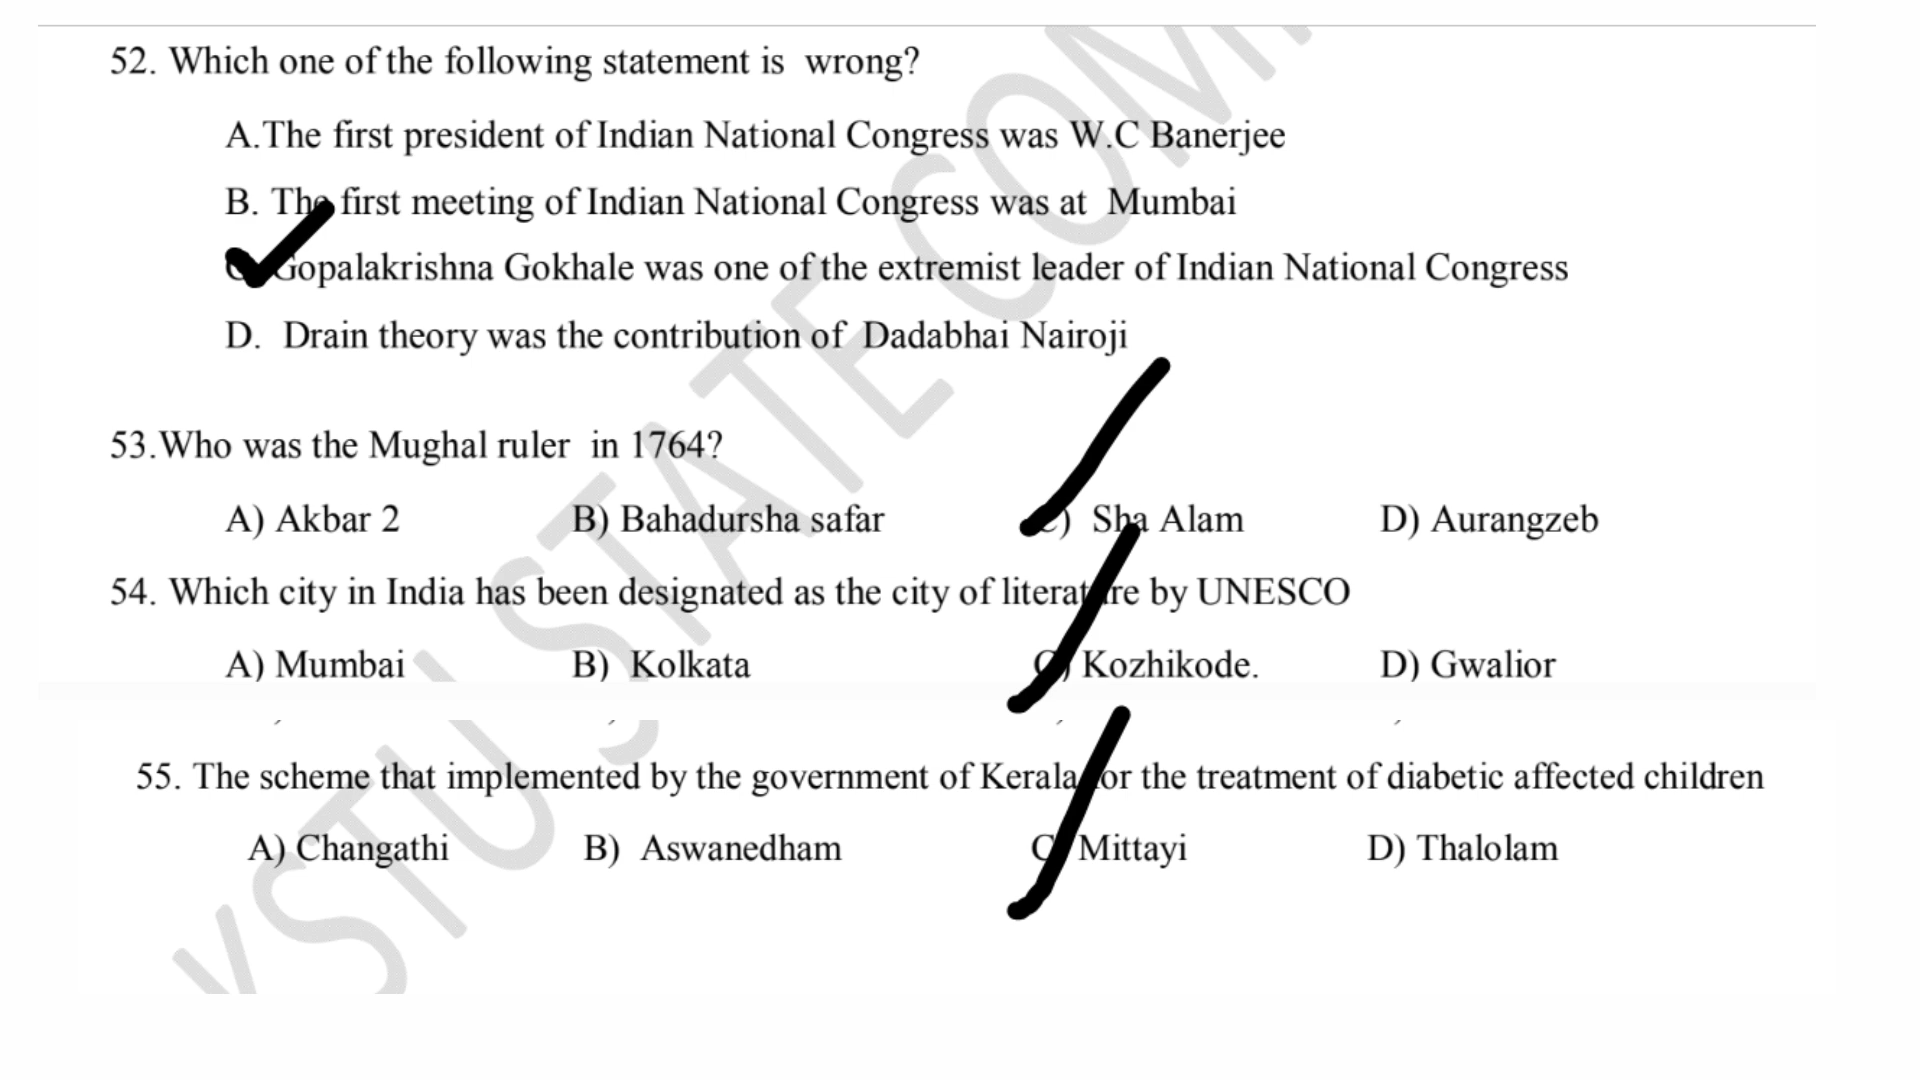 52. Which one of the following statement is wrong?
A.The first president of Indian National Congress was W.C Banerjee
B. The first meeting of Indian National Congress was at Mumbai
Gopalakrishna Gokhale was one of the extremist leader of Indian National Congress
D. Drain theory was the contribution of Dadabhai Nairoji
53.Who was the Mughal ruler in 1764?
A) Akbar 2 B) Bahadursha safar C) Sha Alam D) Aurangzeb
54. Which city in India has been designated as the city of literature by UNESCO
A) Mumbai B) Kolkata C) Kozhikode. D) Gwalior
55. The scheme that implemented by the government of Kerala for the treatment of diabetic affected children
A) Changathi B) Aswanedham C) Mittayi D) Thalolam
KSTU STATE COM